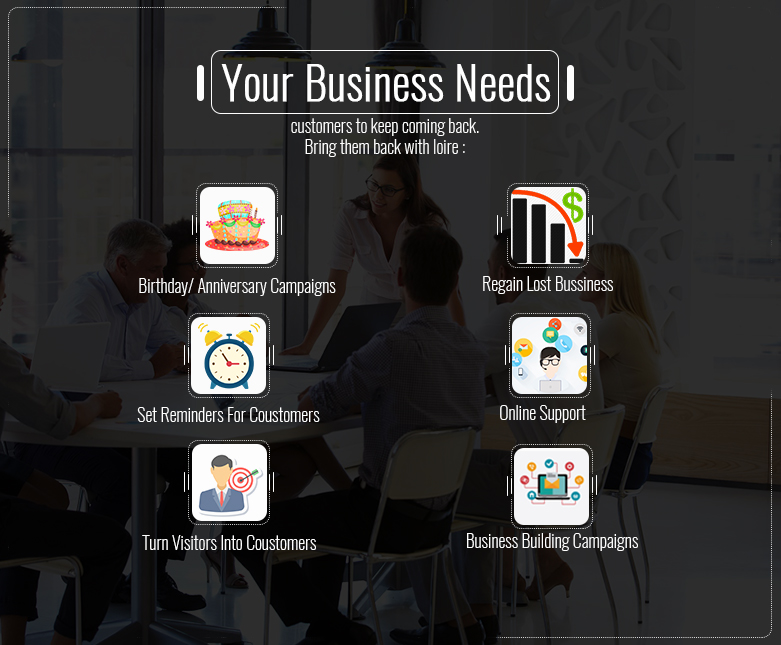 Your Business Needs
customers to keep coming back.
Bring them back with loire :
Birthday/ Anniversary Campaigns
Regain Lost Bussiness
Set Reminders For Coustomers
Online Support
Turn Visitors Into Coustomers
Business Building Campaigns